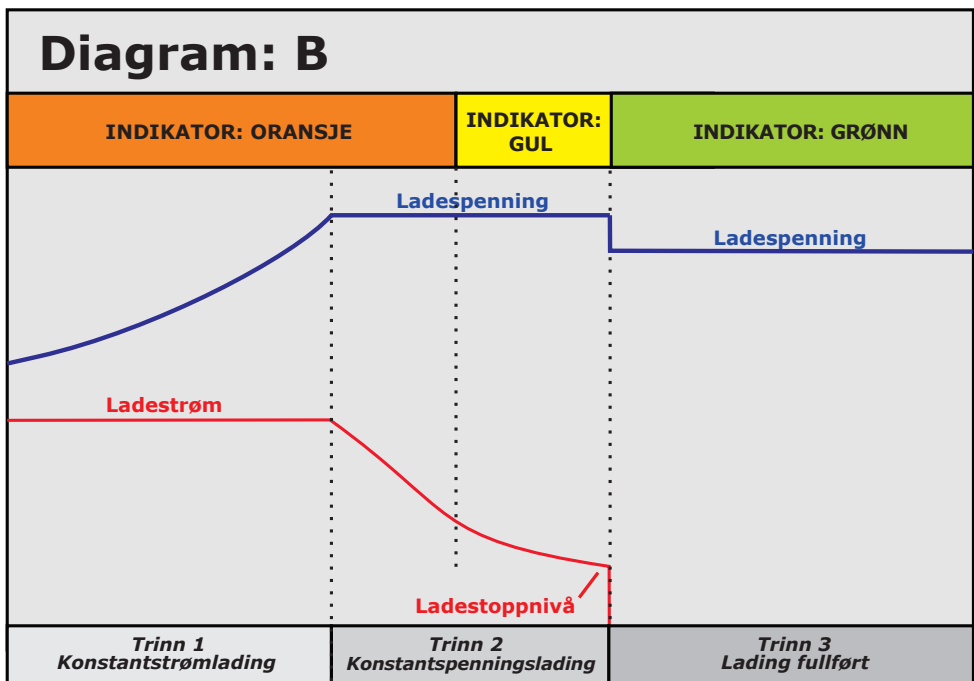 Diagram: B
INDIKATOR: ORANSJE
INDIKATOR:
GUL
INDIKATOR: GRØNN
Ladespenning
Ladespenning
Ladestrøm
Ladestoppnivå
Trinn 1
Konstantstrømlading
Trinn 2
Konstantspenningslading
Trinn 3
Lading fullført